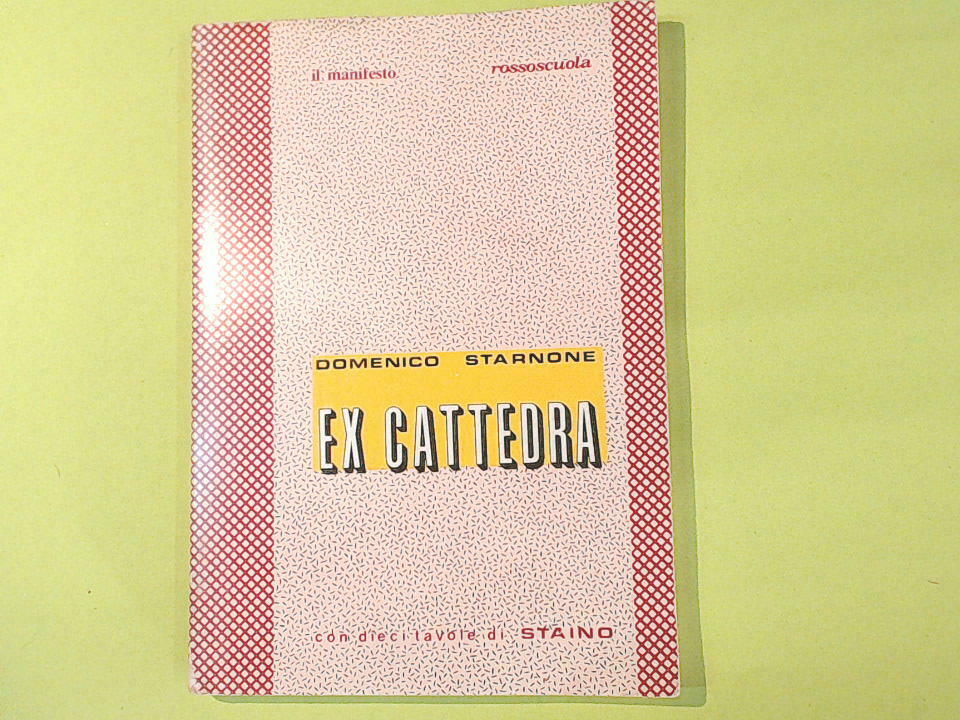 il manifesto rossoscuola
DOMENICO STARNONE
EX CATTEDRA
con dieci tavole di STAINO